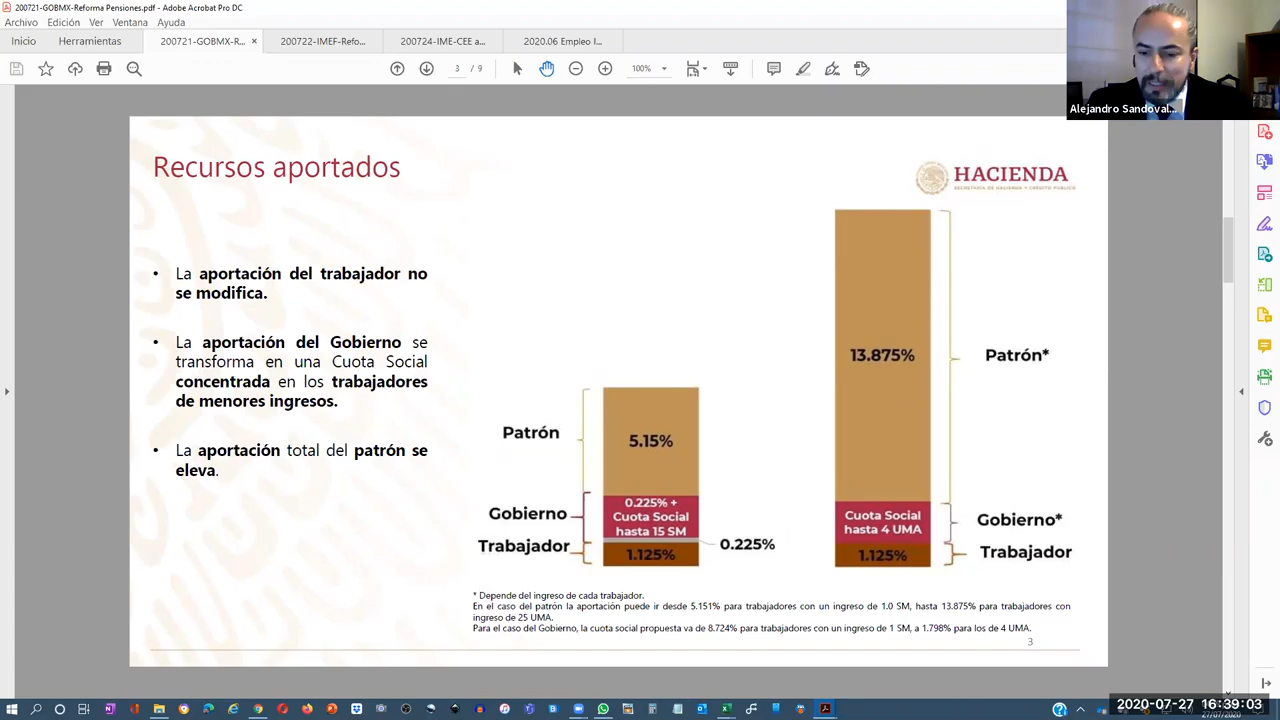 200721-GOBMX-Reforma Pensiones.pdf - Adobe Acrobat Pro DC
Archivo Edición Ver Ventana Ayuda
Inicio Herramientas 200721-GOBMX-R... × 200722-IMEF-Refo... 200724-IME-CEE a... 2020.06 Empleo I...
3 / 9 100%
Alejandro Sandoval...
Recursos aportados
HACIENDA
SECRETARÍA DE HACIENDA Y CRÉDITO PÚBLICO
• La aportación del trabajador no
se modifica.
• La aportación del Gobierno se
transforma en una Cuota Social
concentrada en los trabajadores
de menores ingresos.
• La aportación total del patrón se
eleva.
Patrón
5.15%
Gobierno
0.225% +
Cuota Social
hasta 15 SM
Trabajador
1.125%
0.225%
13.875%
Patrón*
Cuota Social
hasta 4 UMA
Gobierno*
1.125%
Trabajador
* Depende del ingreso de cada trabajador.
En el caso del patrón la aportación puede ir desde 5.151% para trabajadores con un ingreso de 1.0 SM, hasta 13.875% para trabajadores con
ingreso de 25 UMA.
Para el caso del Gobierno, la cuota social propuesta va de 8.724% para trabajadores con un ingreso de 1 SM, a 1.798% para los de 4 UMA.
3
2020-07-27 16:39:03
27/07/2020